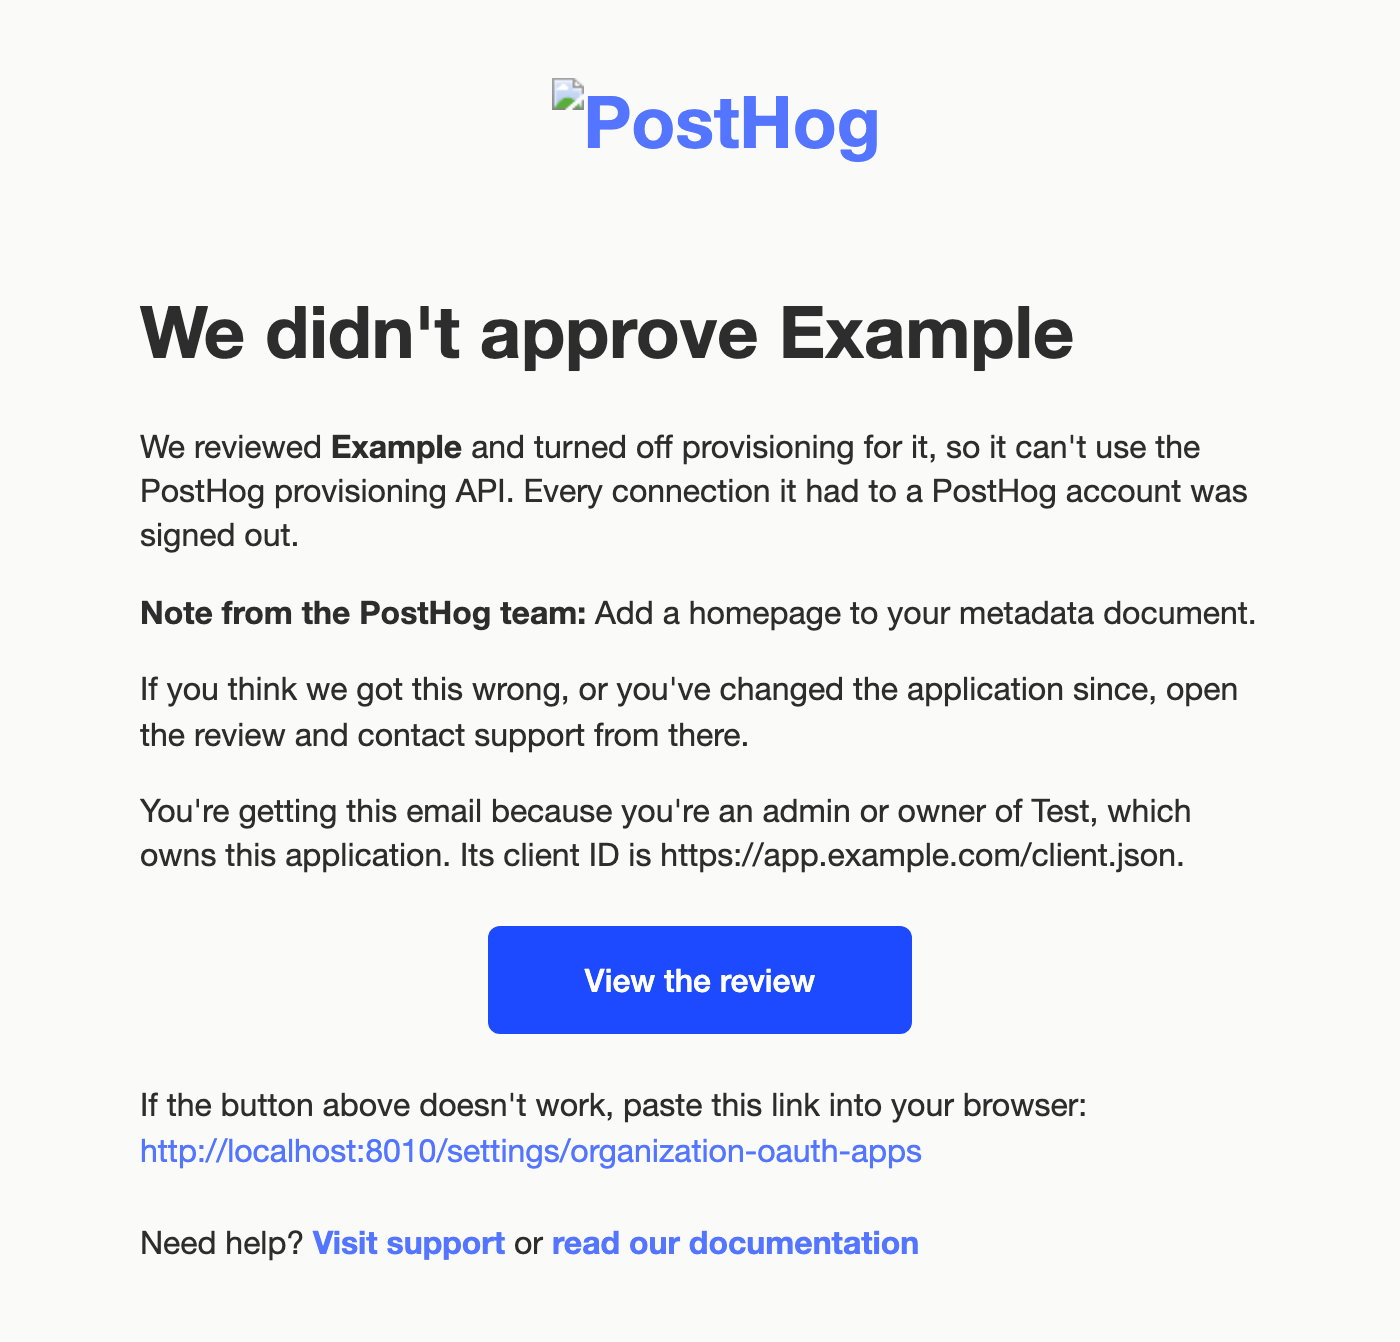 PostHog
We didn't approve Example
We reviewed Example and turned off provisioning for it, so it can't use the
PostHog provisioning API. Every connection it had to a PostHog account was
signed out.
Note from the PostHog team: Add a homepage to your metadata document.
If you think we got this wrong, or you've changed the application since, open
the review and contact support from there.
You're getting this email because you're an admin or owner of Test, which
owns this application. Its client ID is https://app.example.com/client.json.
View the review
If the button above doesn't work, paste this link into your browser:
http://localhost:8010/settings/organization-oauth-apps
Need help? Visit support or read our documentation